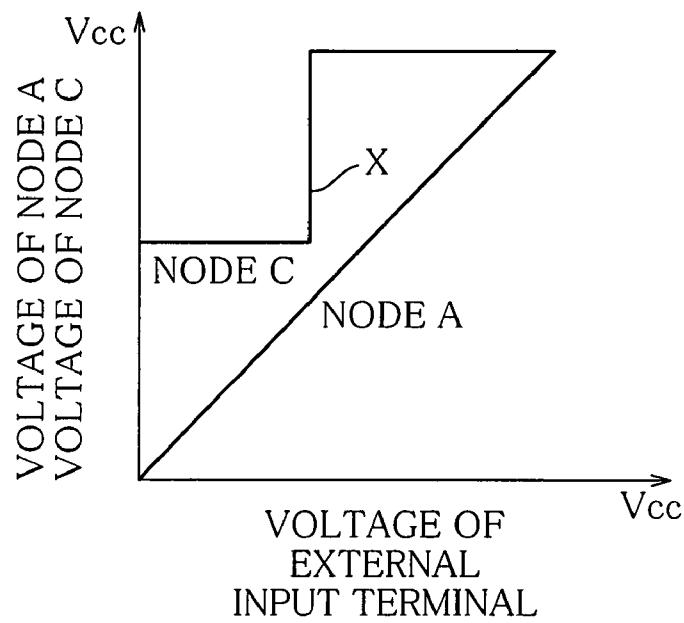 Vcc
VOLTAGE OF NODE A
VOLTAGE OF NODE C
X
NODE C
NODE A
Vcc
VOLTAGE OF
EXTERNAL
INPUT TERMINAL